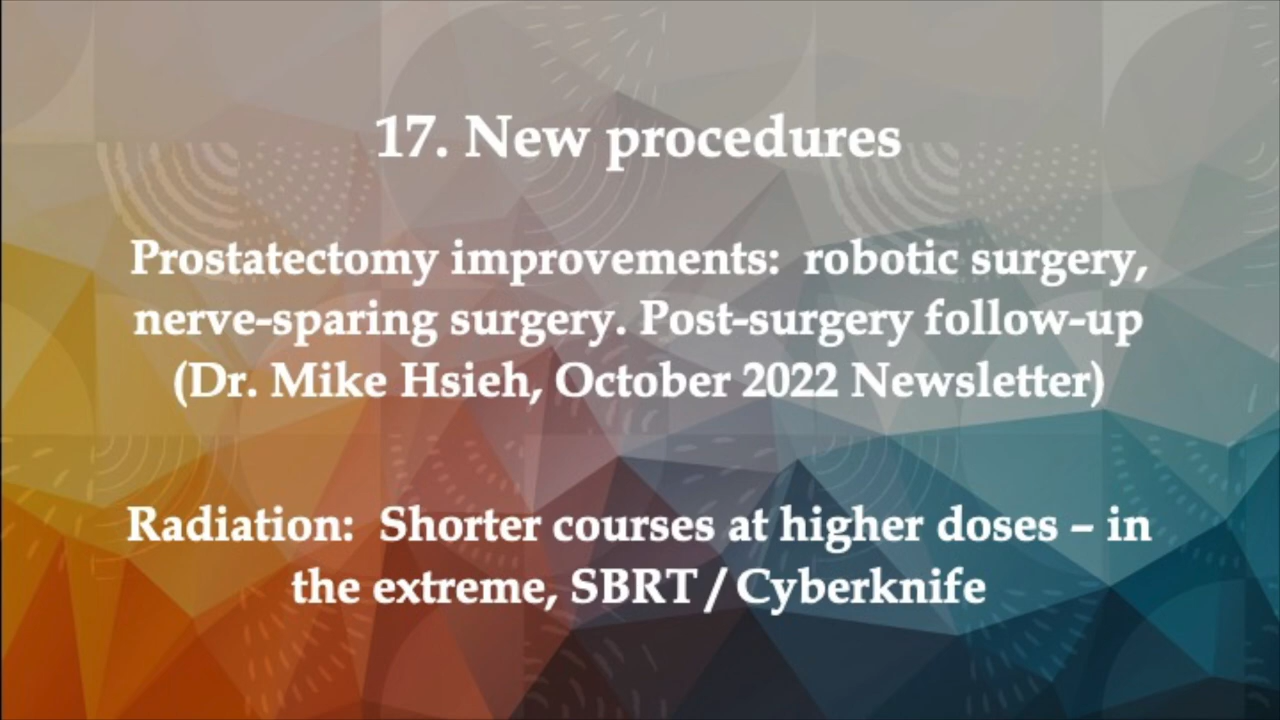 17. New procedures
Prostatectomy improvements:  robotic surgery,
nerve-sparing surgery. Post-surgery follow-up
(Dr. Mike Hsieh, October 2022 Newsletter)
Radiation:  Shorter courses at higher doses – in
the extreme, SBRT / Cyberknife